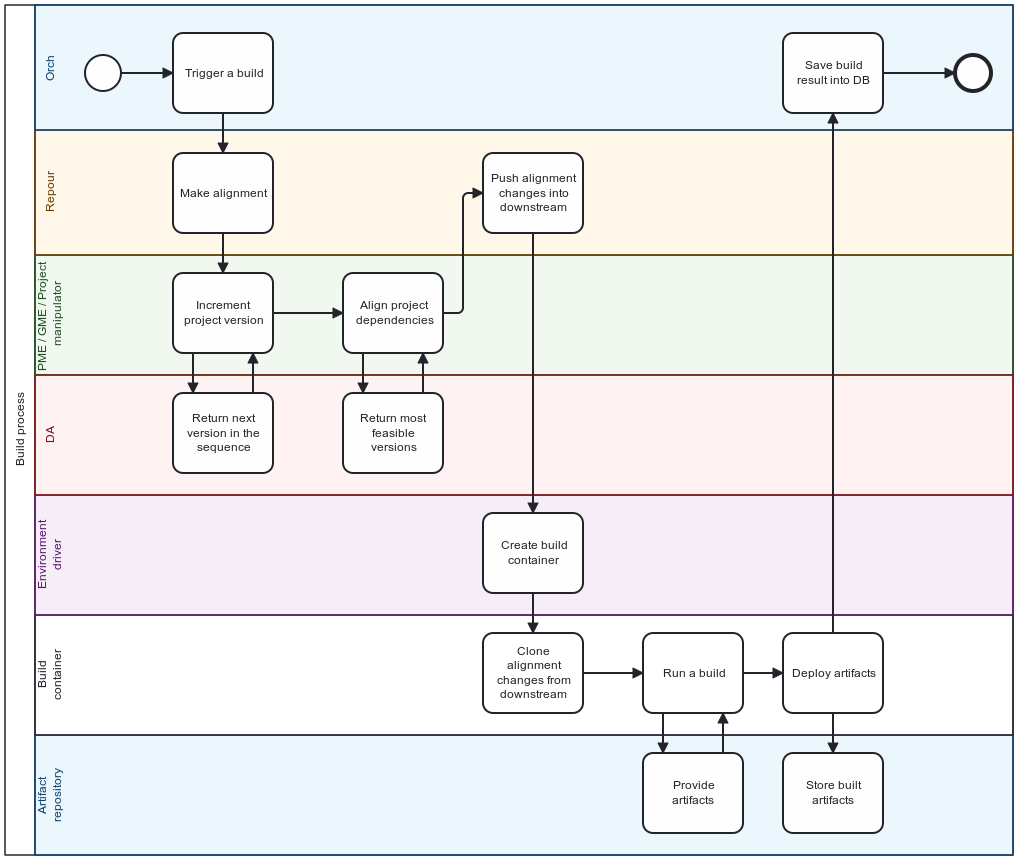 Build process
Orch
Trigger a build
Save build
result into DB
Repour
Make alignment
Push alignment
changes into
downstream
PME / GME / Project
manipulator
Increment
project version
Align project
dependencies
DA
Return next
version in the
sequence
Return most
feasible
versions
Environment
driver
Create build
container
Build
container
Clone
alignment
changes from
downstream
Run a build
Deploy artifacts
Artifact
repository
Provide
artifacts
Store built
artifacts